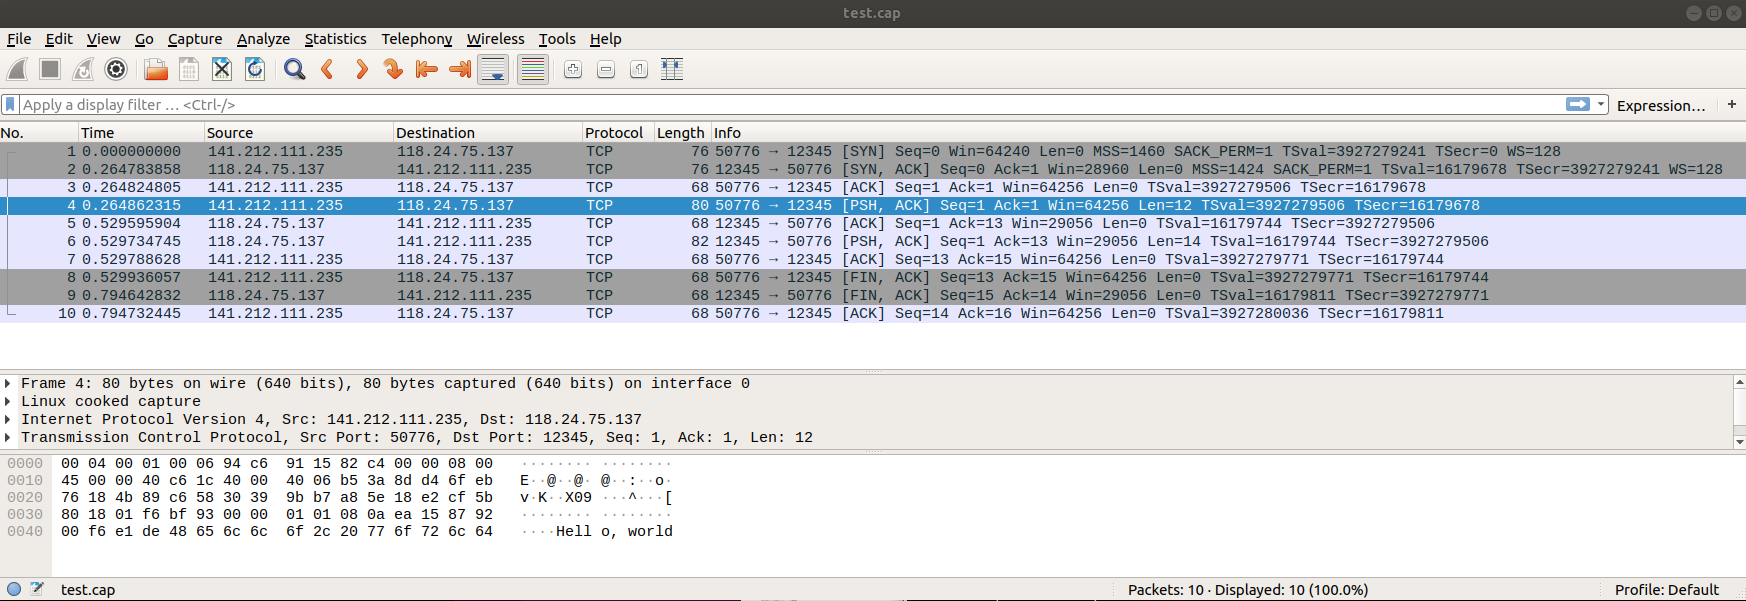 test.cap
File Edit View Go Capture Analyze Statistics Telephony Wireless Tools Help
Apply a display filter … <Ctrl-/> Expression… +
No. Time Source Destination Protocol Length Info
1 0.000000000 141.212.111.235 118.24.75.137 TCP 76 50776 → 12345 [SYN] Seq=0 Win=64240 Len=0 MSS=1460 SACK_PERM=1 TSval=3927279241 TSecr=0 WS=128
2 0.264783858 118.24.75.137 141.212.111.235 TCP 76 12345 → 50776 [SYN, ACK] Seq=0 Ack=1 Win=28960 Len=0 MSS=1424 SACK_PERM=1 TSval=16179678 TSecr=3927279241 WS=128
3 0.264824805 141.212.111.235 118.24.75.137 TCP 68 50776 → 12345 [ACK] Seq=1 Ack=1 Win=64256 Len=0 TSval=3927279506 TSecr=16179678
4 0.264862315 141.212.111.235 118.24.75.137 TCP 80 50776 → 12345 [PSH, ACK] Seq=1 Ack=1 Win=64256 Len=12 TSval=3927279506 TSecr=16179678
5 0.529595904 118.24.75.137 141.212.111.235 TCP 68 12345 → 50776 [ACK] Seq=1 Ack=13 Win=29056 Len=0 TSval=16179744 TSecr=3927279506
6 0.529734745 118.24.75.137 141.212.111.235 TCP 82 12345 → 50776 [PSH, ACK] Seq=1 Ack=13 Win=29056 Len=14 TSval=16179744 TSecr=3927279506
7 0.529788628 141.212.111.235 118.24.75.137 TCP 68 50776 → 12345 [ACK] Seq=13 Ack=15 Win=64256 Len=0 TSval=3927279771 TSecr=16179744
8 0.529936057 141.212.111.235 118.24.75.137 TCP 68 50776 → 12345 [FIN, ACK] Seq=13 Ack=15 Win=64256 Len=0 TSval=3927279771 TSecr=16179744
9 0.794642832 118.24.75.137 141.212.111.235 TCP 68 12345 → 50776 [FIN, ACK] Seq=15 Ack=14 Win=29056 Len=0 TSval=16179811 TSecr=3927279771
10 0.794732445 141.212.111.235 118.24.75.137 TCP 68 50776 → 12345 [ACK] Seq=14 Ack=16 Win=64256 Len=0 TSval=3927280036 TSecr=16179811
Frame 4: 80 bytes on wire (640 bits), 80 bytes captured (640 bits) on interface 0
Linux cooked capture
Internet Protocol Version 4, Src: 141.212.111.235, Dst: 118.24.75.137
Transmission Control Protocol, Src Port: 50776, Dst Port: 12345, Seq: 1, Ack: 1, Len: 12
0000 00 04 00 01 00 06 94 c6 91 15 82 c4 00 00 08 00 ········ ········
0010 45 00 00 40 c6 1c 40 00 40 06 b5 3a 8d d4 6f eb E··@··@· @··:··o·
0020 76 18 4b 89 c6 58 30 39 9b b7 a8 5e 18 e2 cf 5b v·K··X09 ···^···[
0030 80 18 01 f6 bf 93 00 00 01 01 08 0a ea 15 87 92 ········ ········
0040 00 f6 e1 de 48 65 6c 6c 6f 2c 20 77 6f 72 6c 64 ····Hell o, world
test.cap Packets: 10 · Displayed: 10 (100.0%) Profile: Default